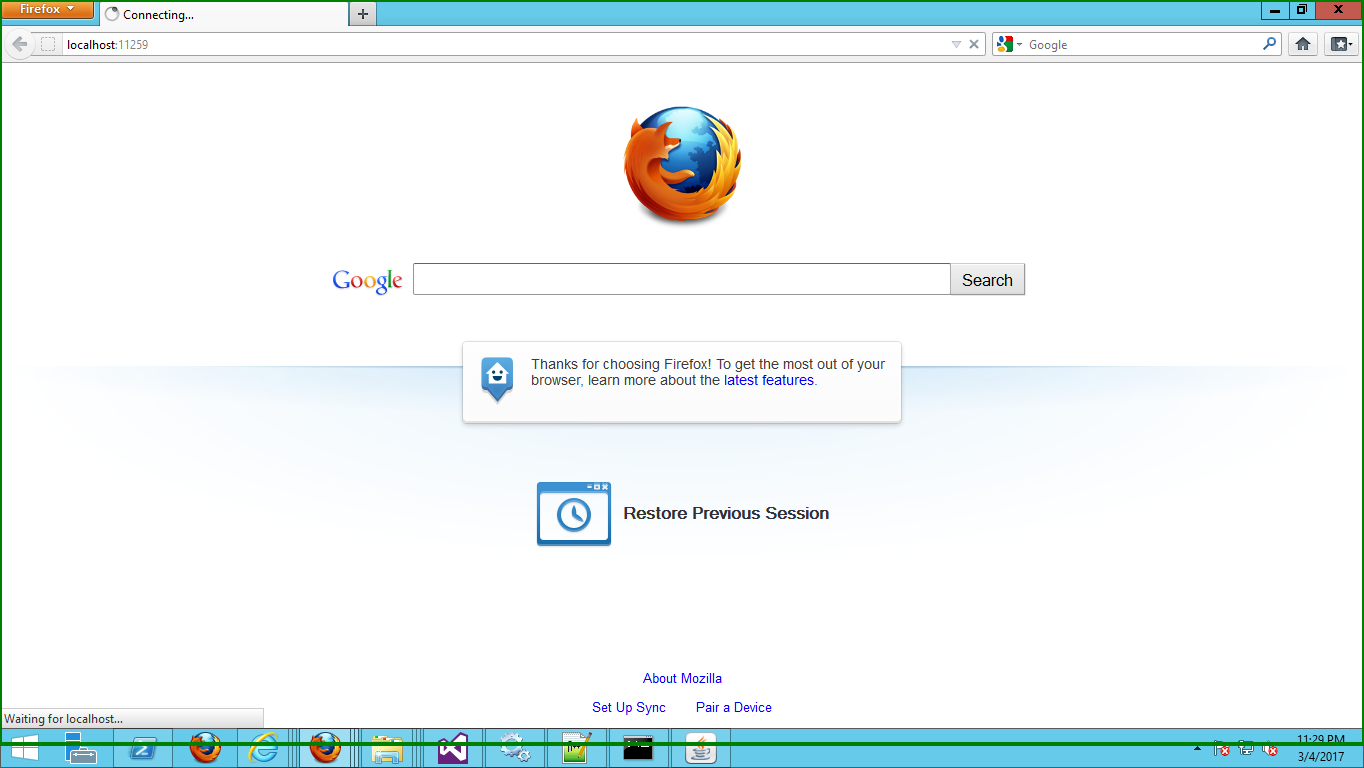 Firefox
Connecting...
localhost:11259
Google
Google
Search
Thanks for choosing Firefox! To get the most out of your
browser, learn more about the latest features.
Restore Previous Session
About Mozilla
Set Up Sync
Pair a Device
Waiting for localhost...
11:29 PM
3/4/2017